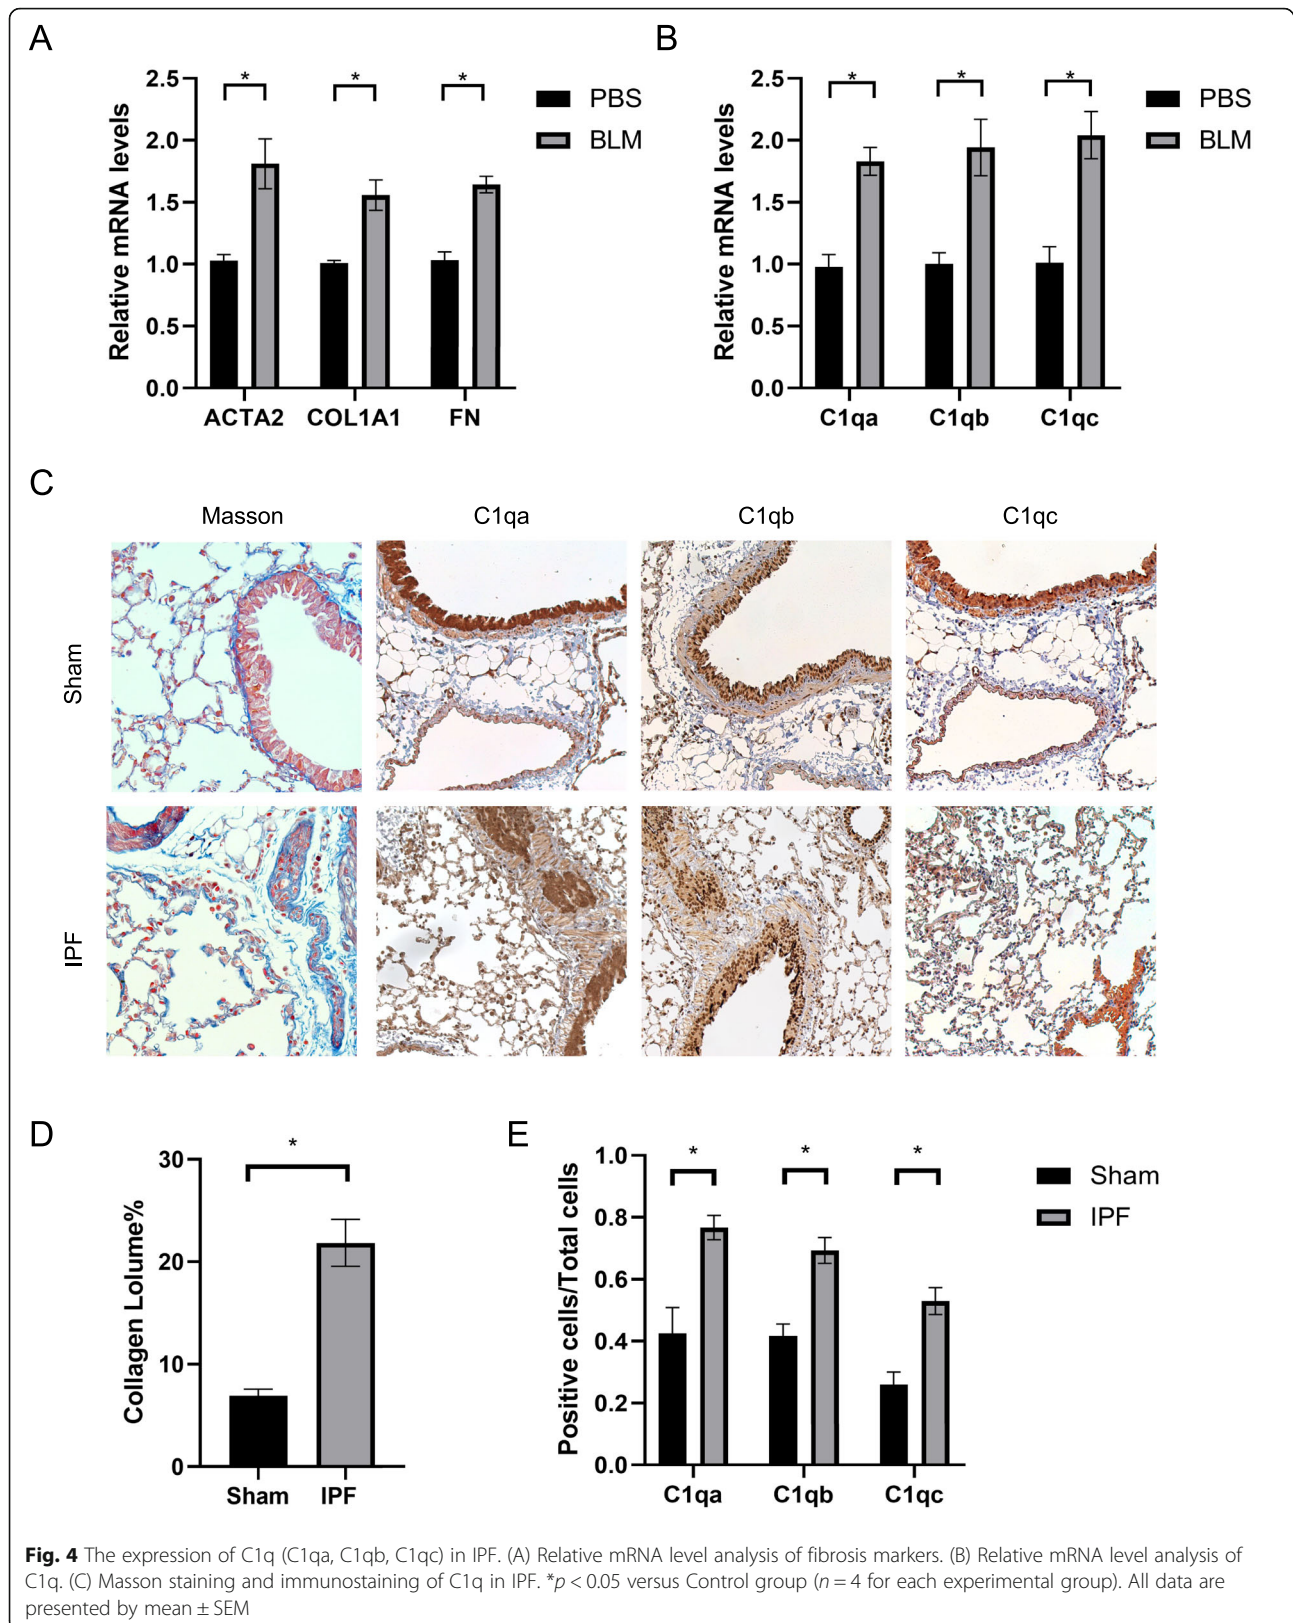 A
B
2.5
2.0
1.5
1.0
0.5
0.0
Relative mRNA levels
* * *
PBS
BLM
ACTA2 COL1A1 FN
2.5
2.0
1.5
1.0
0.5
0.0
Relative mRNA levels
* * *
PBS
BLM
C1qa C1qb C1qc
C
Masson C1qa C1qb C1qc
Sham
IPF
D
30
20
10
0
Collagen Lolume%
*
Sham IPF
E
1.0
0.8
0.6
0.4
0.2
0.0
Positive cells/Total cells
* * *
Sham
IPF
C1qa C1qb C1qc
Fig. 4 The expression of C1q (C1qa, C1qb, C1qc) in IPF. (A) Relative mRNA level analysis of fibrosis markers. (B) Relative mRNA level analysis of
C1q. (C) Masson staining and immunostaining of C1q in IPF. *p < 0.05 versus Control group (n = 4 for each experimental group). All data are
presented by mean ± SEM